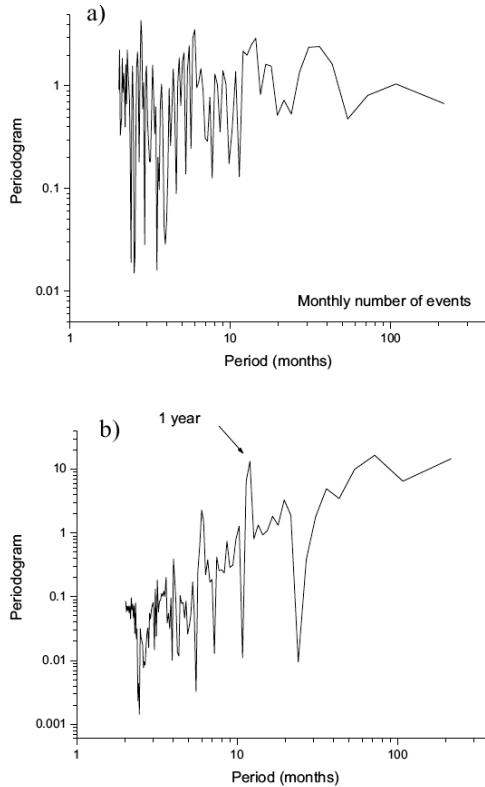 a)
Periodogram
1
0.1
0.01
Monthly number of events
1
10
100
Period (months)
b)
1 year
Periodogram
10
1
0.1
0.01
0.001
1
10
100
Period (months)